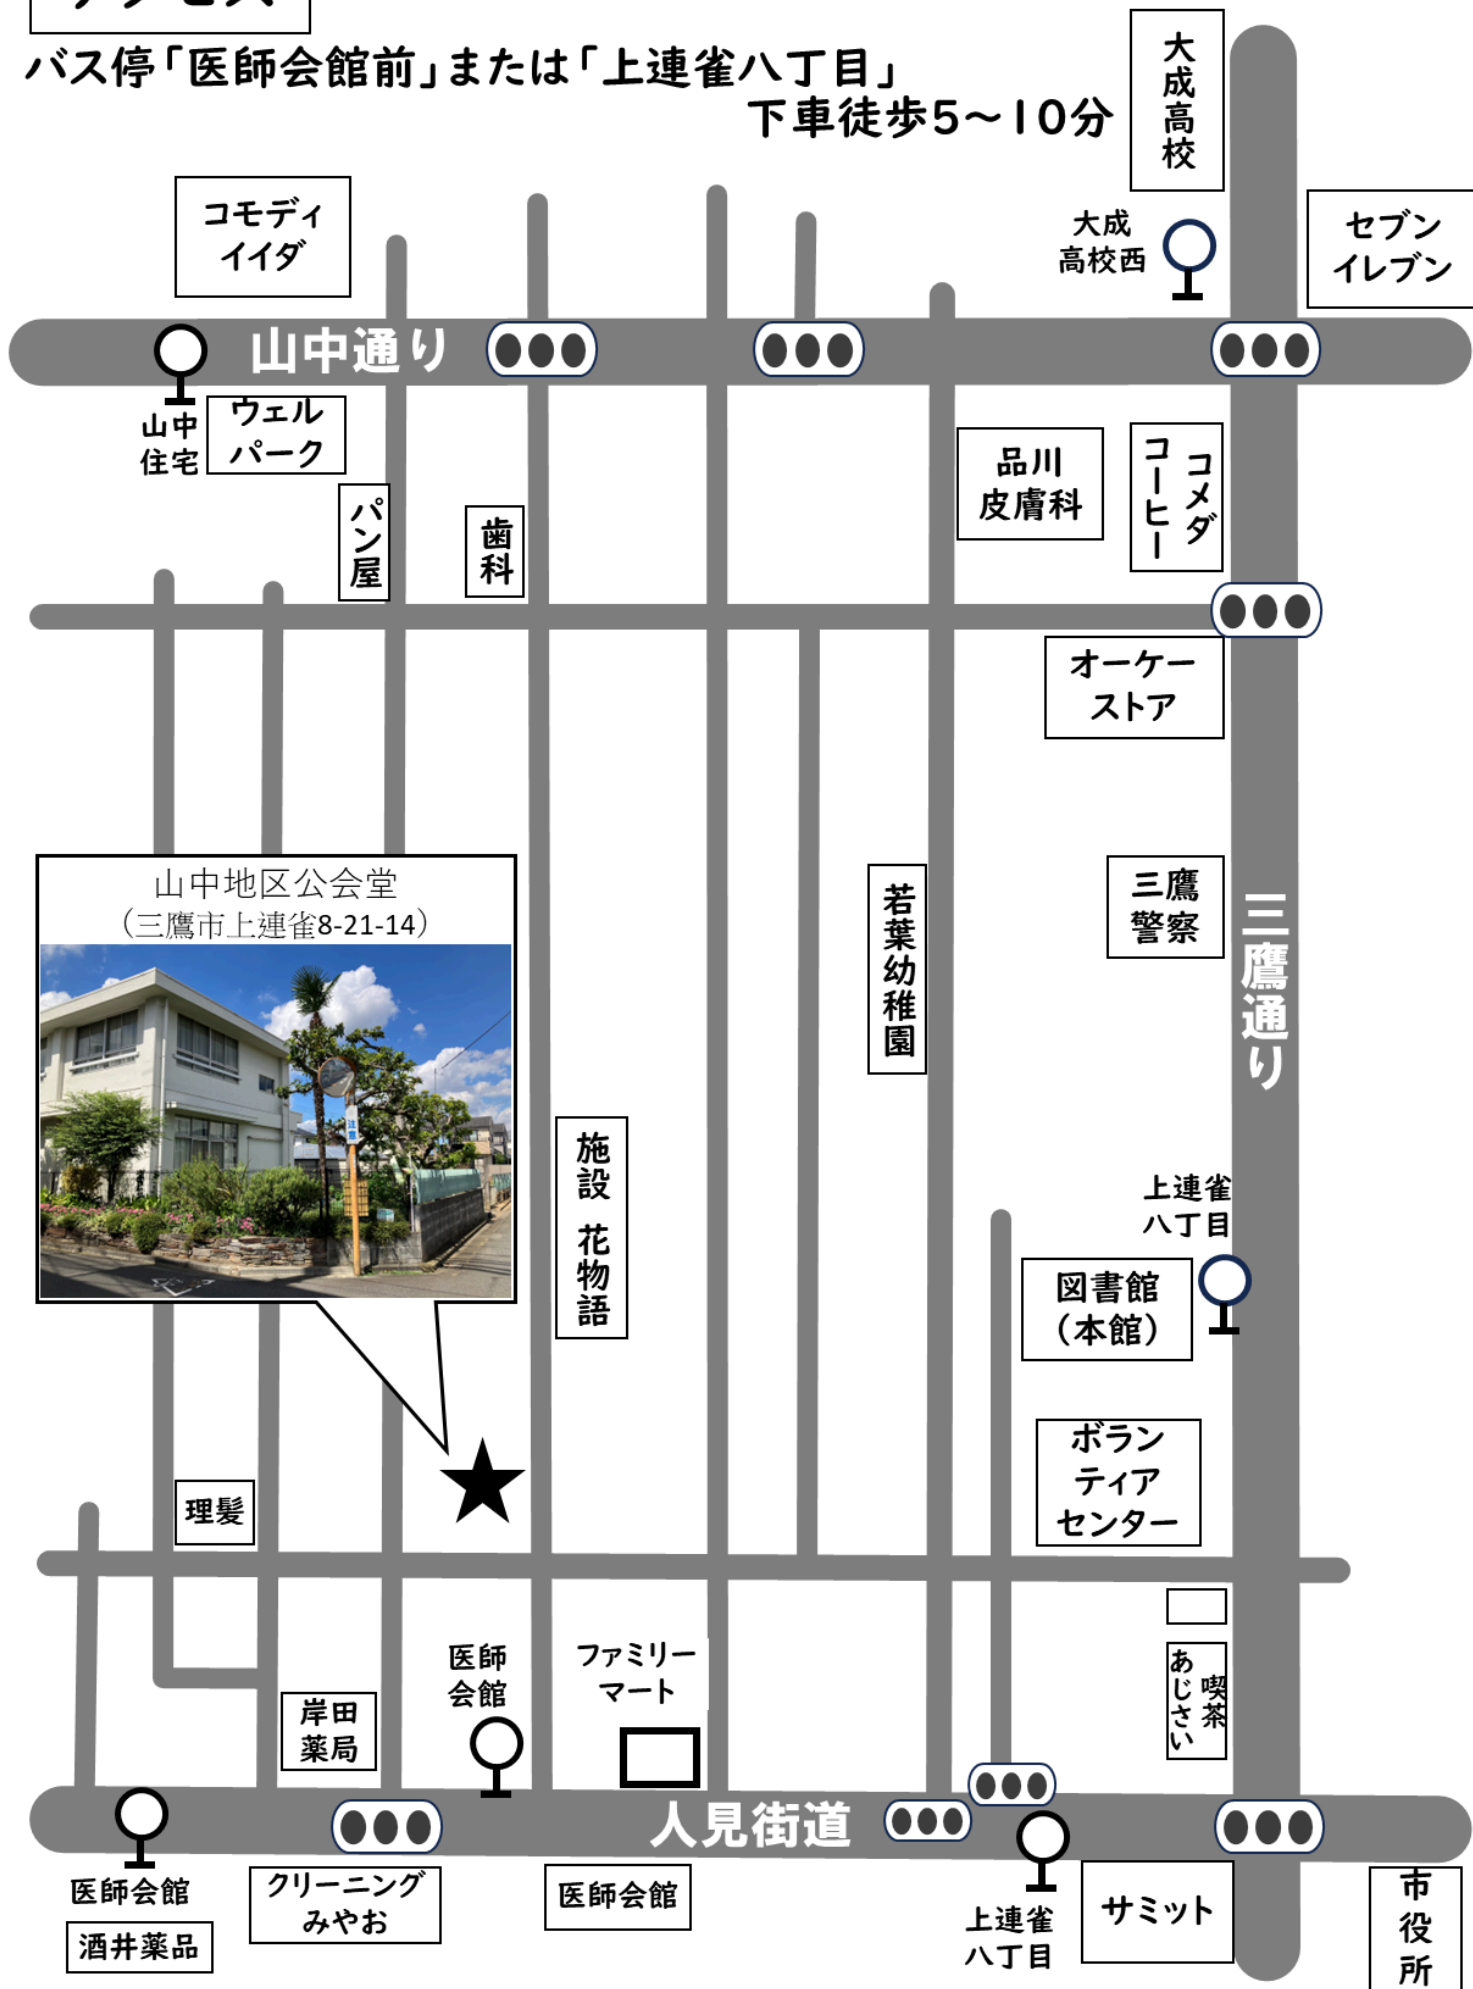 アクセス
バス停「医師会館前」または「上連雀八丁目」
下車徒歩5～10分
大成高校
コモディ
イイダ
大成
高校西
セブン
イレブン
山中通り
山中
住宅
ウェル
パーク
パン屋
歯科
品川
皮膚科
コメダ
コーヒー
オーケー
ストア
山中地区公会堂
（三鷹市上連雀8-21-14）
注意
若葉幼稚園
三鷹
警察
三鷹通り
施設 花物語
上連雀
八丁目
図書館
（本館）
ボラン
ティア
センター
理髪
医師
会館
ファミリー
マート
喫茶
あじさい
岸田
薬局
人見街道
医師会館
酒井薬品
クリーニング
みやお
医師会館
上連雀
八丁目
サミット
市役所